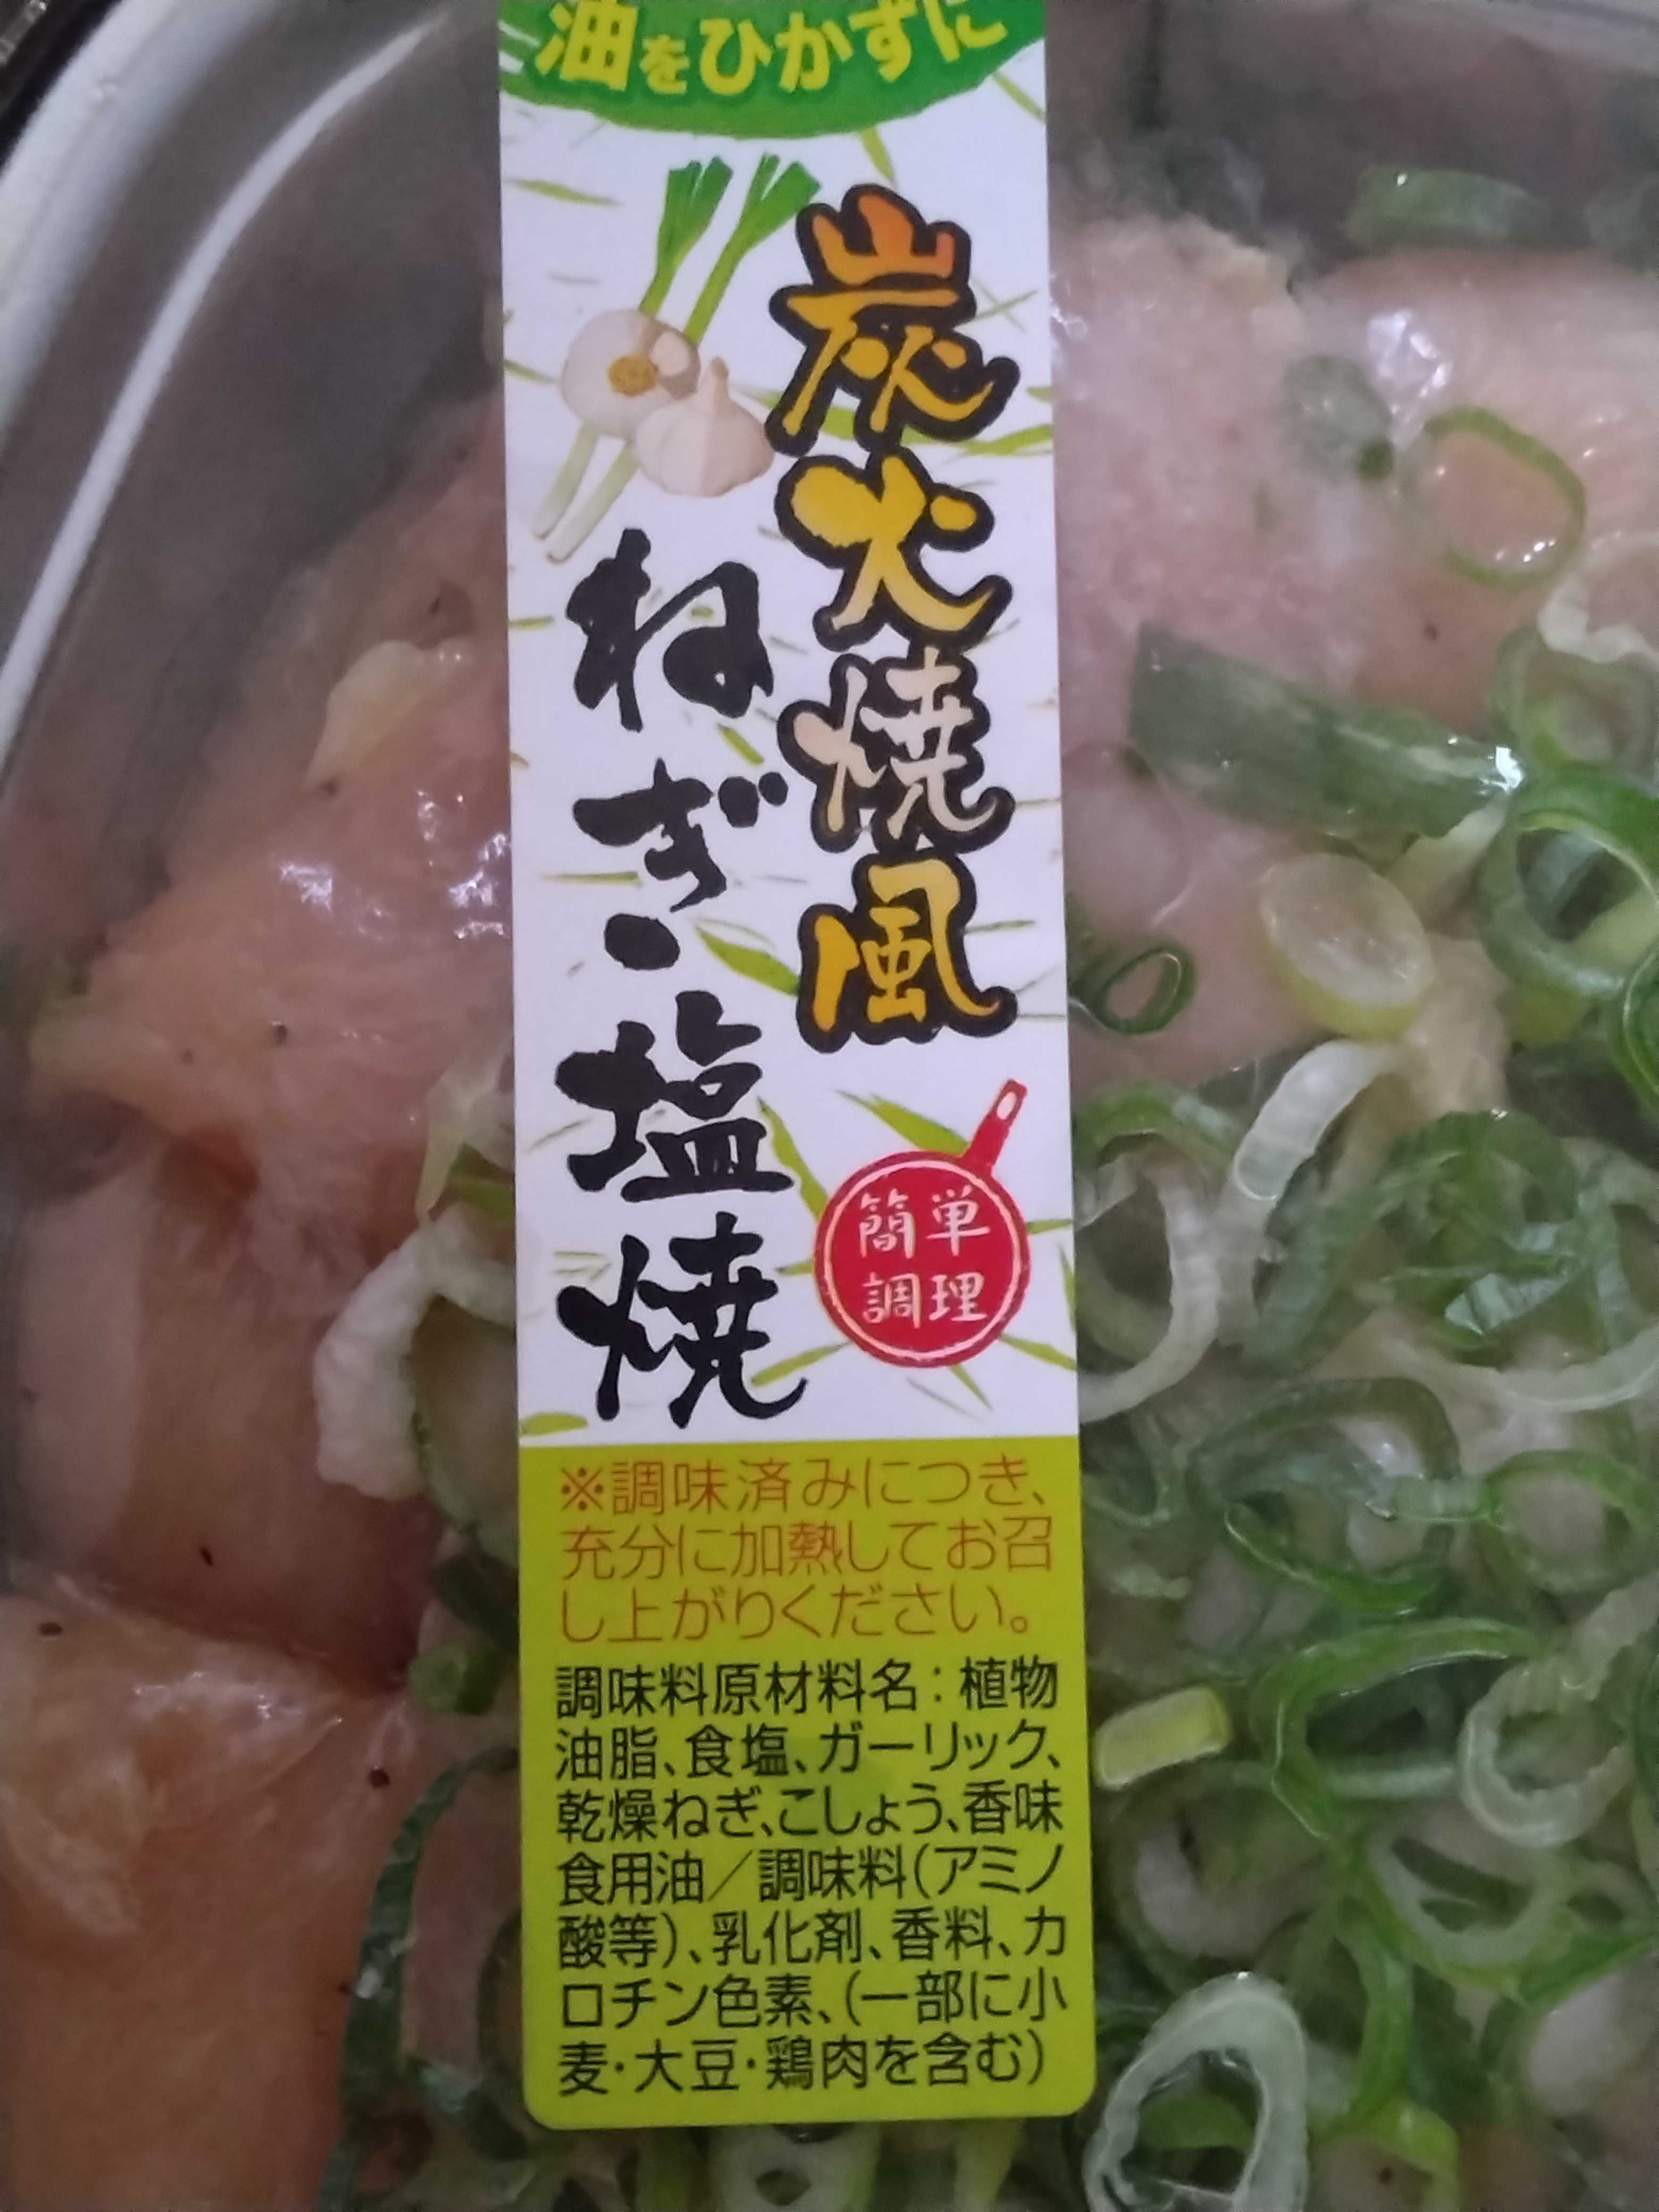 油をひかずに
炭火焼風
ねぎ塩焼
簡単
調理
※調味済みにつき、
充分に加熱してお召
し上がりください。
調味料原材料名：植物
油脂、食塩、ガーリック、
乾燥ねぎ、こしょう、香味
食用油／調味料（アミノ
酸等）、乳化剤、香料、カ
ロチン色素、（一部に小
麦・大豆・鶏肉を含む）